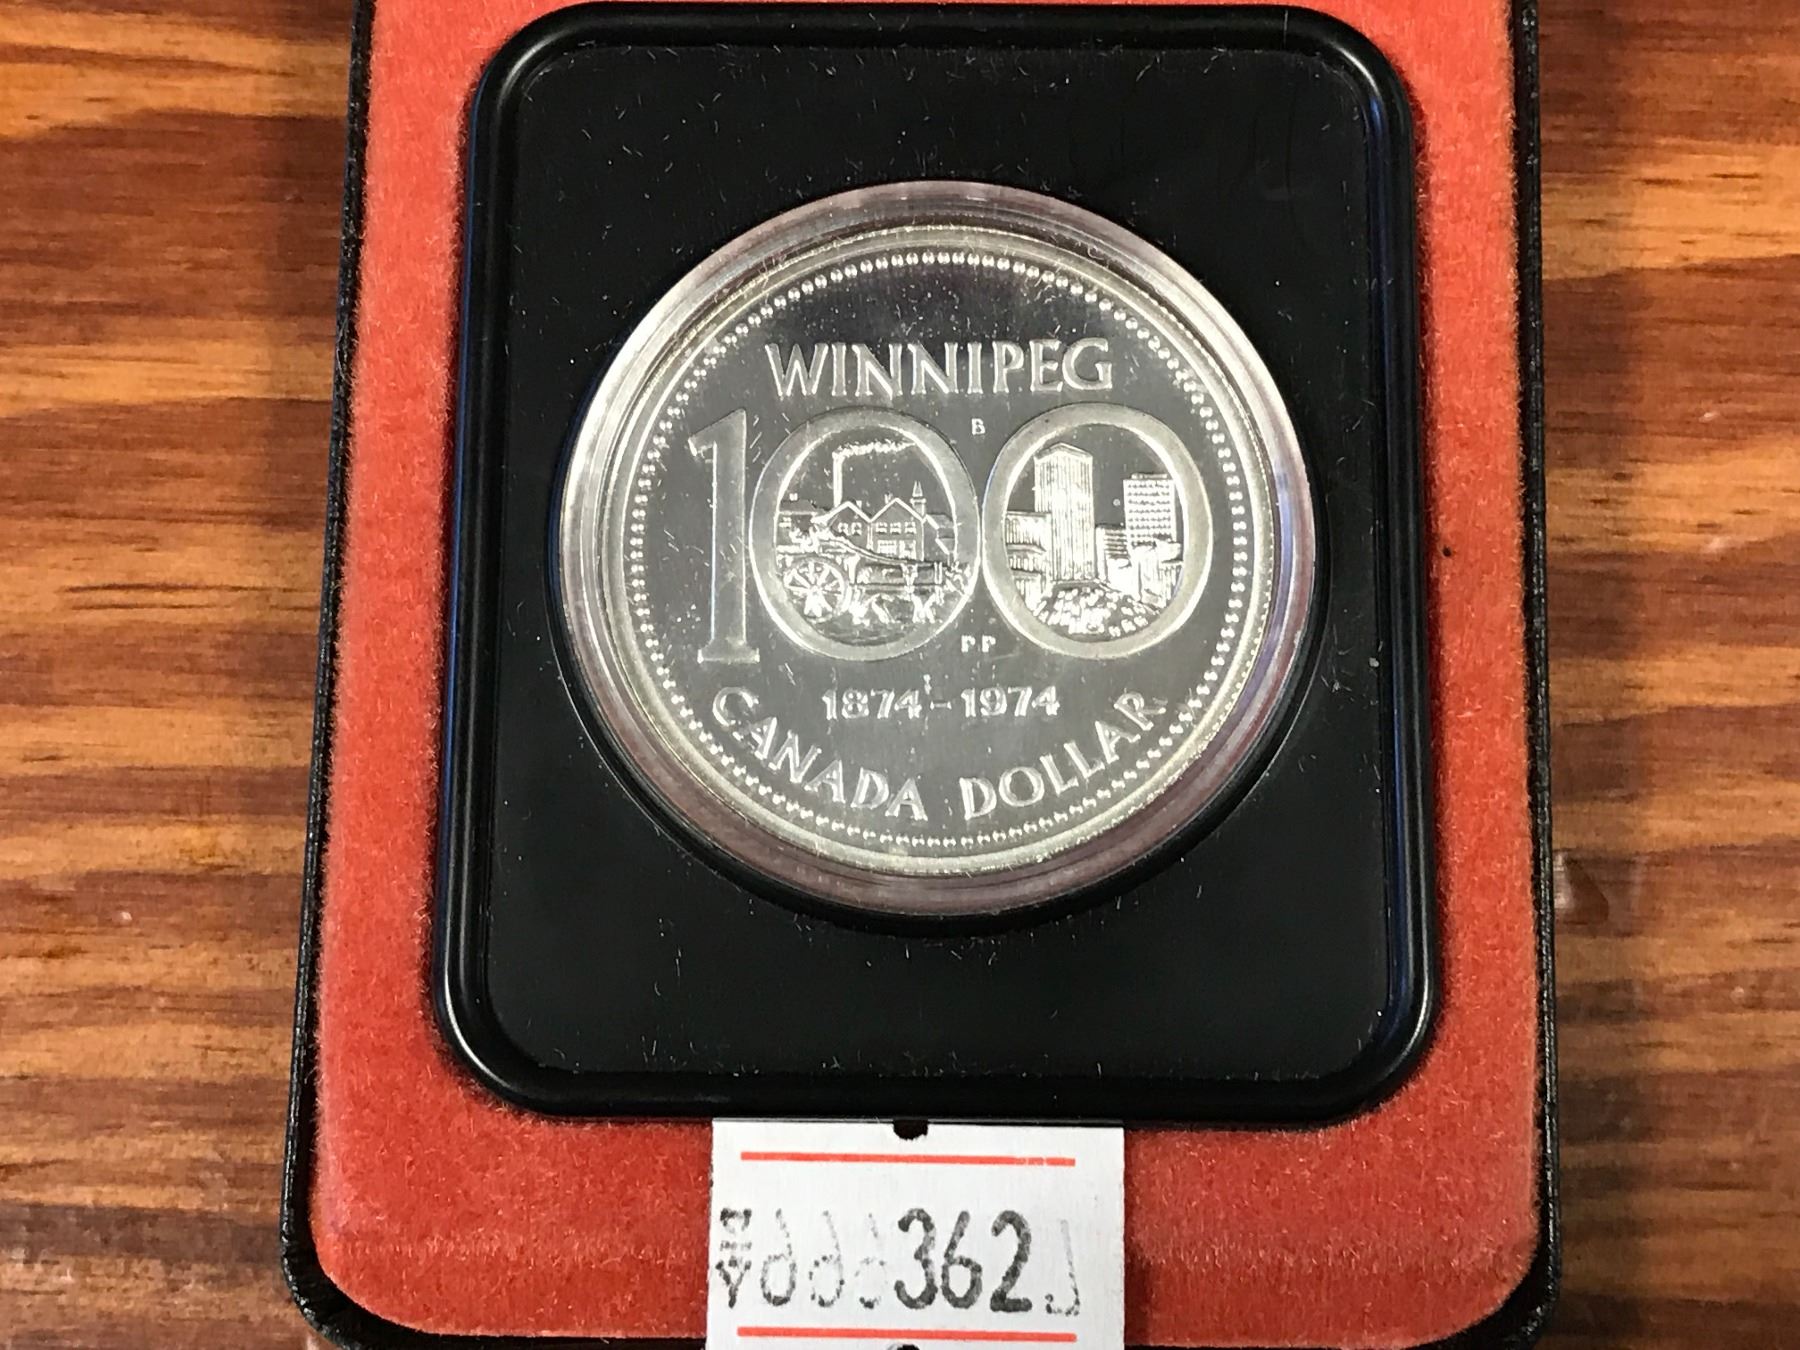 WINNIPEG
100
B
PP
1874-1974
CANADA DOLLAR
362